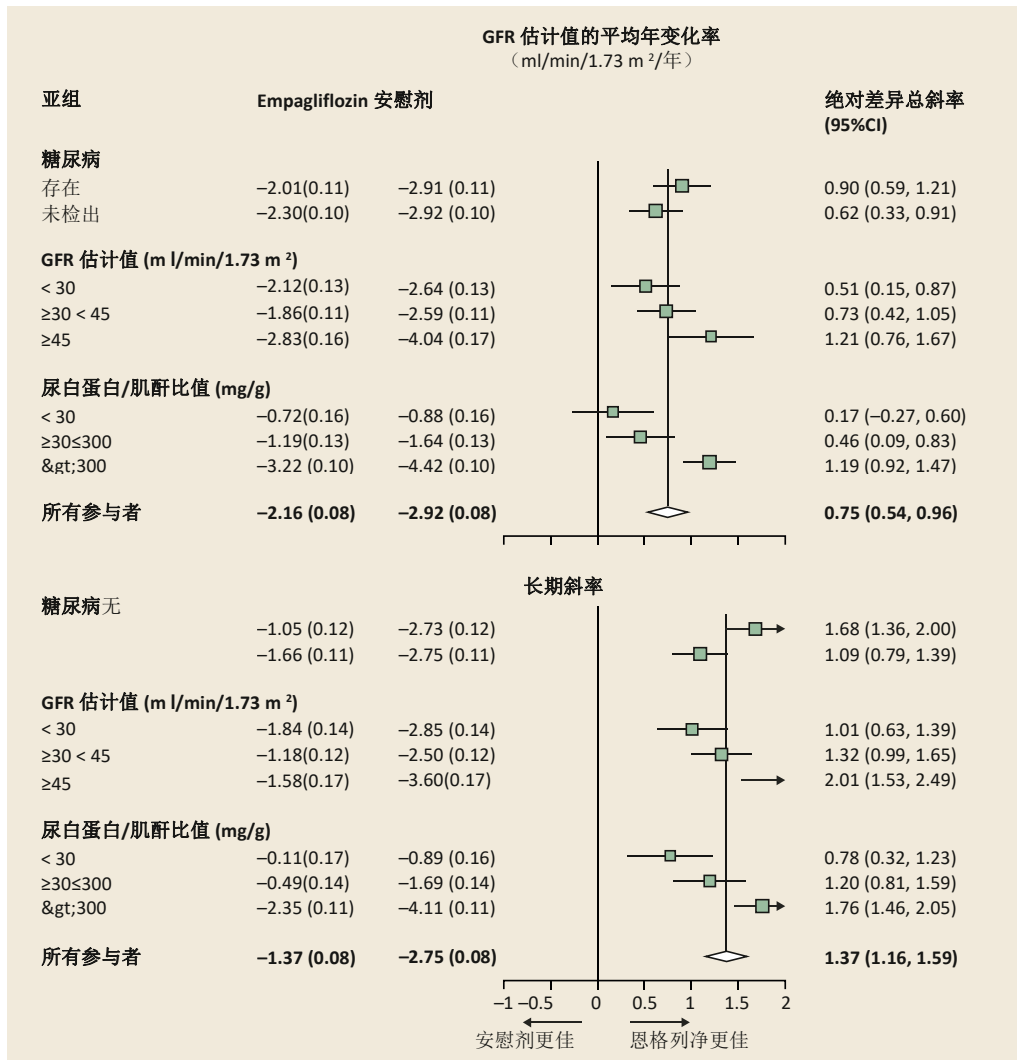 GFR 估计值的平均年变化率
（ml/min/1.73 m ²/年）
亚组 Empagliflozin 安慰剂 绝对差异总斜率
(95%CI)
糖尿病
存在 –2.01(0.11) –2.91 (0.11) 0.90 (0.59, 1.21)
未检出 –2.30(0.10) –2.92 (0.10) 0.62 (0.33, 0.91)
GFR 估计值 (m l/min/1.73 m ²)
< 30 –2.12(0.13) –2.64 (0.13) 0.51 (0.15, 0.87)
≥30 < 45 –1.86(0.11) –2.59 (0.11) 0.73 (0.42, 1.05)
≥45 –2.83(0.16) –4.04 (0.17) 1.21 (0.76, 1.67)
尿白蛋白/肌酐比值 (mg/g)
< 30 –0.72(0.16) –0.88 (0.16) 0.17 (–0.27, 0.60)
≥30≤300 –1.19(0.13) –1.64 (0.13) 0.46 (0.09, 0.83)
&gt;300 –3.22 (0.10) –4.42 (0.10) 1.19 (0.92, 1.47)
所有参与者 –2.16 (0.08) –2.92 (0.08) 0.75 (0.54, 0.96)
长期斜率
糖尿病无
–1.05 (0.12) –2.73 (0.12) 1.68 (1.36, 2.00)
–1.66 (0.11) –2.75 (0.11) 1.09 (0.79, 1.39)
GFR 估计值 (m l/min/1.73 m ²)
< 30 –1.84 (0.14) –2.85 (0.14) 1.01 (0.63, 1.39)
≥30 < 45 –1.18(0.12) –2.50 (0.12) 1.32 (0.99, 1.65)
≥45 –1.58(0.17) –3.60(0.17) 2.01 (1.53, 2.49)
尿白蛋白/肌酐比值 (mg/g)
< 30 –0.11(0.17) –0.89 (0.16) 0.78 (0.32, 1.23)
≥30≤300 –0.49(0.14) –1.69 (0.14) 1.20 (0.81, 1.59)
&gt;300 –2.35 (0.11) –4.11 (0.11) 1.76 (1.46, 2.05)
所有参与者 –1.37 (0.08) –2.75 (0.08) 1.37 (1.16, 1.59)
–1 –0.5 0 0.5 1 1.5 2
安慰剂更佳 恩格列净更佳